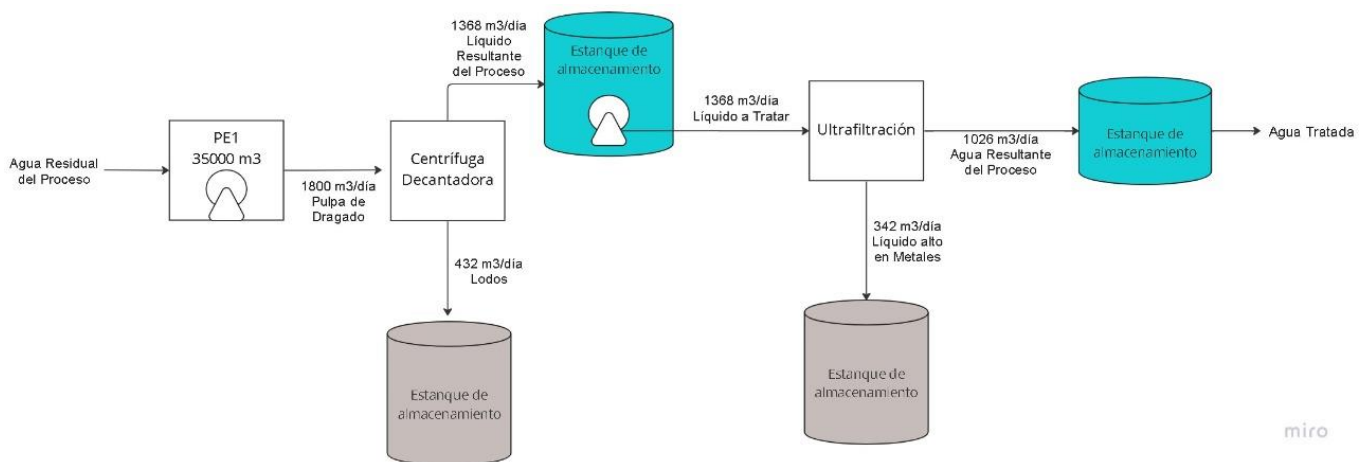 Agua Residual
del Proceso
PE1
35000 m3
1800 m3/día
Pulpa de
Dragado
Centrífuga
Decantadora
1368 m3/día
Líquido
Resultante
del Proceso
432 m3/día
Lodos
Estanque de
almacenamiento
Estanque de
almacenamiento
1368 m3/día
Líquido a Tratar
Ultrafiltración
1026 m3/día
Agua Resultante
del Proceso
342 m3/día
Líquido alto
en Metales
Estanque de
almacenamiento
Estanque de
almacenamiento
Agua Tratada
miro